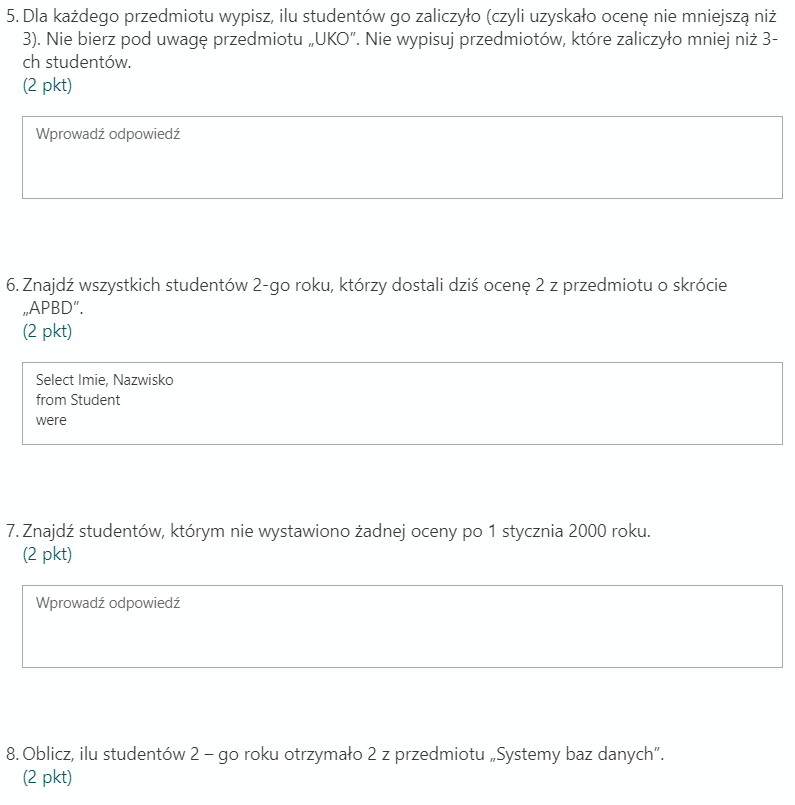 5. Dla każdego przedmiotu wypisz, ilu studentów go zaliczyło (czyli uzyskało ocenę nie mniejszą niż
3). Nie bierz pod uwagę przedmiotu „UKO”. Nie wypisuj przedmiotów, które zaliczyło mniej niż 3-
ch studentów.
(2 pkt)
Wprowadź odpowiedź
6. Znajdź wszystkich studentów 2-go roku, którzy dostali dziś ocenę 2 z przedmiotu o skrócie
„APBD”.
(2 pkt)
Select Imie, Nazwisko
from Student
were
7. Znajdź studentów, którym nie wystawiono żadnej oceny po 1 stycznia 2000 roku.
(2 pkt)
Wprowadź odpowiedź
8. Oblicz, ilu studentów 2 – go roku otrzymało 2 z przedmiotu „Systemy baz danych”.
(2 pkt)